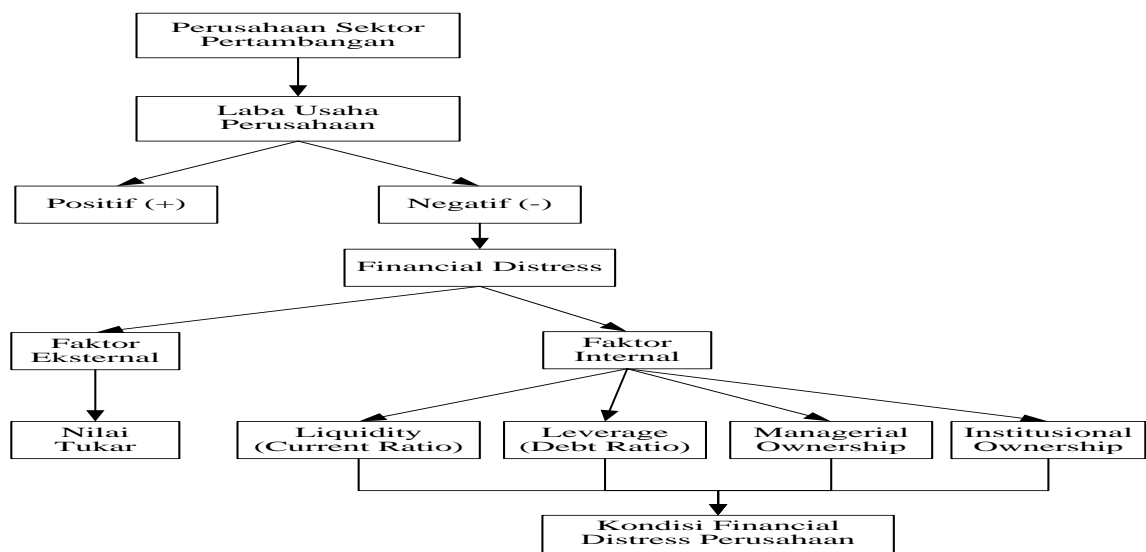 Perusahaan Sektor
Pertambangan
Laba Usaha
Perusahaan
Positif (+)
Negatif (-)
Financial Distress
Faktor
Eksternal
Faktor
Internal
Nilai
Tukar
Liquidity
(Current Ratio)
Leverage
(Debt Ratio)
Managerial
Ownership
Institusional
Ownership
Kondisi Financial
Distress Perusahaan